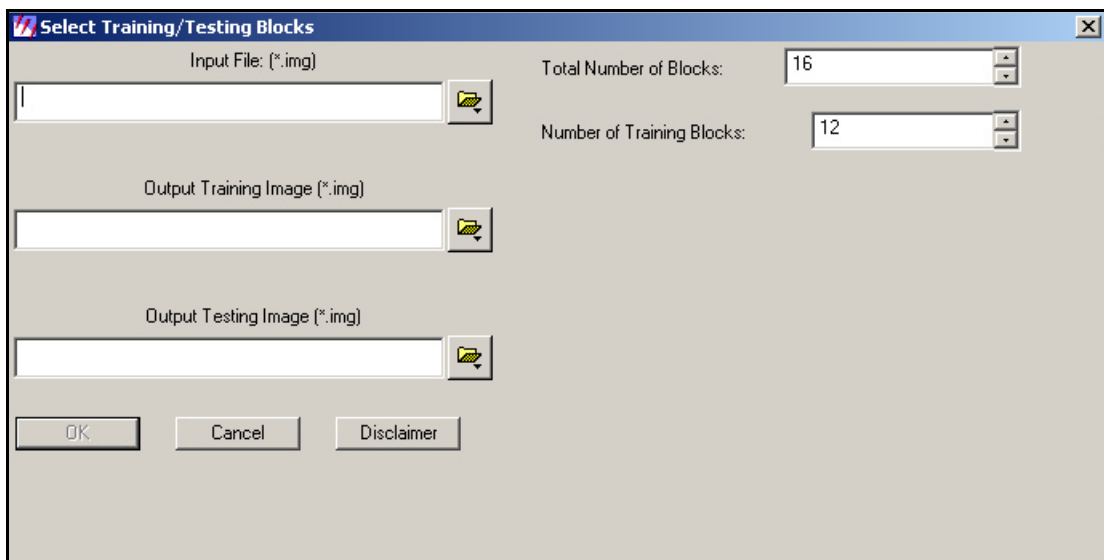 Select Training/Testing Blocks
Input File: (*.img)
Total Number of Blocks:
16
Number of Training Blocks:
12
Output Training Image (*.img)
Output Testing Image (*.img)
OK
Cancel
Disclaimer